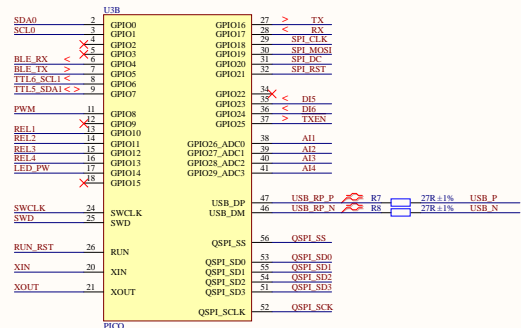 U3B
SDA0 2 GPIO0 GPIO16 27 > TX
SCL0 3 GPIO1 GPIO17 28 < RX
4 GPIO2 GPIO18 29 SPI_CLK
5 GPIO3 GPIO19 30 SPI_MOSI
BLE_RX < 6 GPIO4 GPIO20 31 SPI_DC
BLE_TX > 7 GPIO5 GPIO21 32 SPI_RST
TTL6_SCL1 < 8 GPIO6
TTL5_SDA1 <> 9 GPIO7 GPIO22 34
GPIO23 35 < DI5
PWM 11 GPIO8 GPIO24 36 < DI6
12 GPIO9 GPIO25 37 > TXEN
REL1 13 GPIO10
REL2 14 GPIO11 GPIO26_ADC0 38 AI1
REL3 15 GPIO12 GPIO27_ADC1 39 AI2
REL4 16 GPIO13 GPIO28_ADC2 40 AI3
LED_PW 17 GPIO14 GPIO29_ADC3 41 AI4
18 GPIO15
USB_DP 47 USB_RP_P R7 27R±1% USB_P
SWCLK 24 SWCLK USB_DM 46 USB_RP_N R8 27R±1% USB_N
SWD 25 SWD
QSPI_SS 56 QSPI_SS
RUN_RST 26 RUN
QSPI_SD0 53 QSPI_SD0
XIN 20 XIN QSPI_SD1 55 QSPI_SD1
QSPI_SD2 54 QSPI_SD2
XOUT 21 XOUT QSPI_SD3 51 QSPI_SD3
QSPI_SCLK 52 QSPI_SCK
PICO